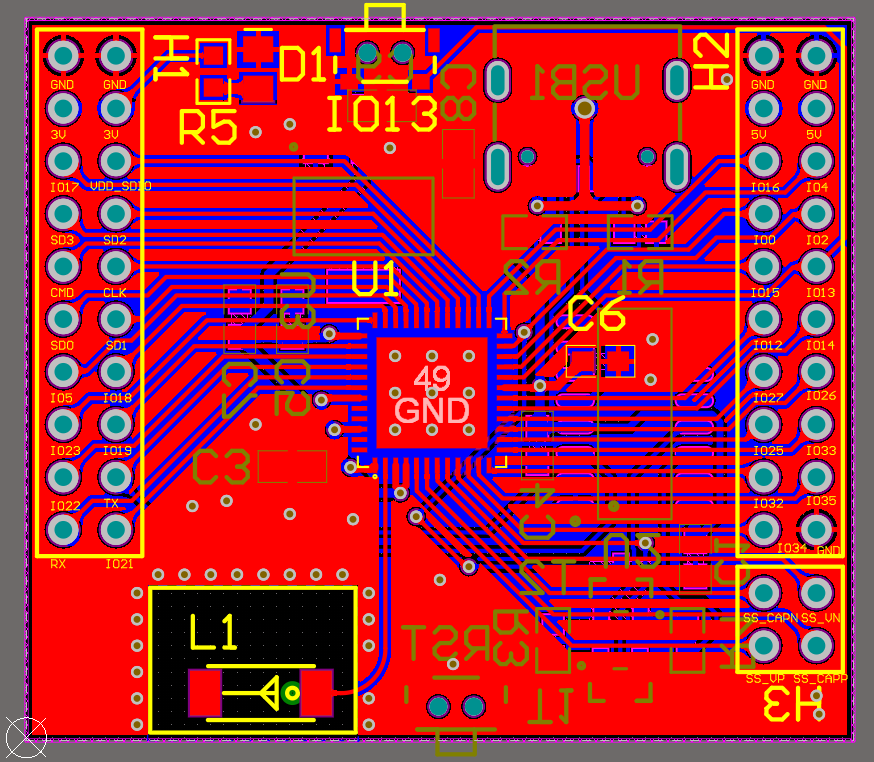 H1
D1
R5
IO13
C8
USB1
H2
GND GND
GND GND
3V 3V
5V 5V
IO17 VDD_SDIO
IO16 IO4
SD3 SD2
IO0 IO2
R2 R1
CMD CLK
U1
IO15 IO13
C6
SD0 SD1
IO12 IO14
49
GND
IO5 IO18
IO27 IO26
IO23 IO19
IO25 IO33
C3
IO22 TX
IO32 IO35
C4
RX IO21
IO34 GND
L1
R3
RST
SS_CAPN SS_VN
SS_VP SS_CAPP
H3